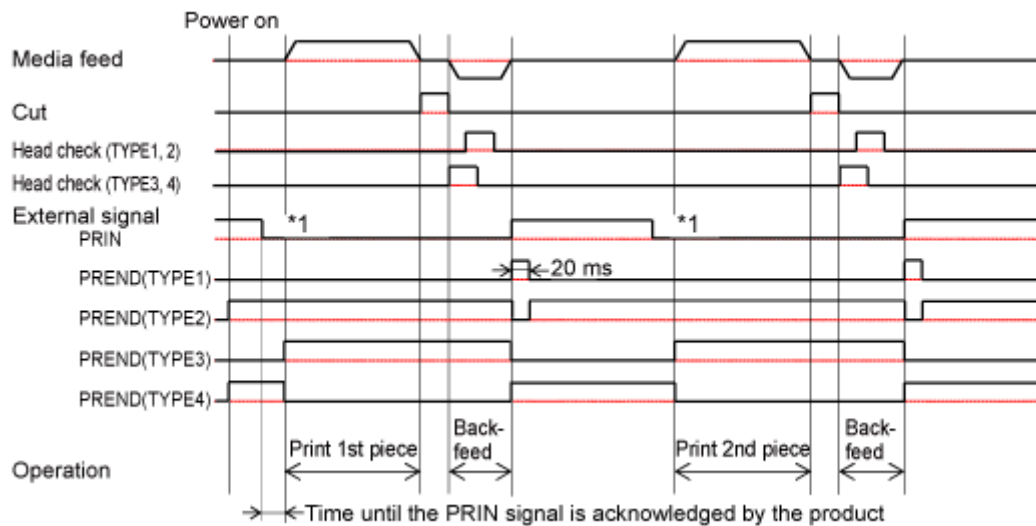 Power on
Media feed
Cut
Head check (TYPE1, 2)
Head check (TYPE3, 4)
External signal
*1 *1
PRIN
PREND(TYPE1)
20 ms
PREND(TYPE2)
PREND(TYPE3)
PREND(TYPE4)
Print 1st piece
Back-
feed
Print 2nd piece
Back-
feed
Operation
Time until the PRIN signal is acknowledged by the product